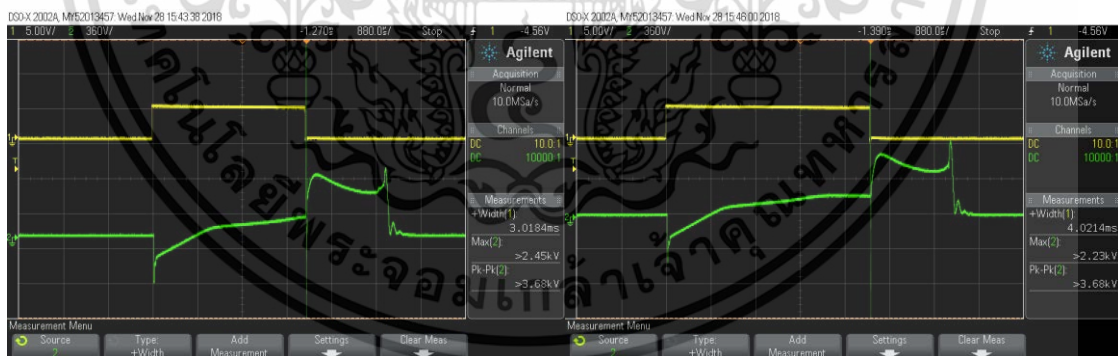 DSO-X 2002A, MY52013457: Wed Nov 28 15:43:38 2018
1 5.00V/ 2 360V/ -1.270s 880.0s/ Stop 1 -4.56V
Agilent
Acquisition
Normal
10.0MSa/s
Channels
DC 10.0:1
DC 10000:1
Measurements
+Width(1):
3.0184ms
Max(2):
>2.45kV
Pk-Pk(2):
>3.68kV
Measurement Menu
Source
2
Type:
+Width
Add
Measurement
Settings
Clear Meas
DSO-X 2002A, MY52013457: Wed Nov 28 15:46:00 2018
1 5.00V/ 2 360V/ 880.0s/ Stop 1 -4.56V
Agilent
Acquisition
Normal
10.0MSa/s
Channels
DC 10.0:1
DC 10000:1
Measurements
+Width(1):
4.0214ms
Max(2):
>2.23kV
Pk-Pk(2):
>3.68kV
Measurement Menu
Source
2
Type:
+Width
Add
Measurement
Settings
Clear Meas